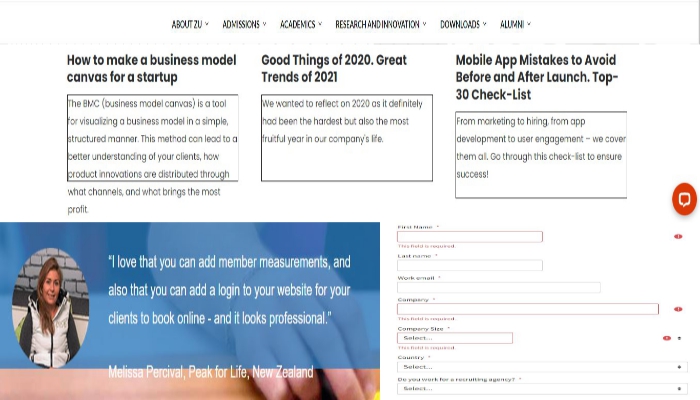 ABOUT ZU ADMISSIONS ACADEMICS RESEARCH AND INNOVATION DOWNLOADS ALUMNI
How to make a business model
canvas for a startup
The BMC (business model canvas) is a tool
for visualizing a business model in a simple,
structured manner. This method can lead to a
better understanding of your clients, how
product innovations are distributed through
what channels, and what brings the most
profit.
Good Things of 2020. Great
Trends of 2021
We wanted to reflect on 2020 as it definitely
had been the hardest but also the most
fruitful year in our company's life.
Mobile App Mistakes to Avoid
Before and After Launch. Top-
30 Check-List
From marketing to hiring, from app
development to user engagement – we cover
them all. Go through this check-list to ensure
success!
"I love that you can add member measurements, and
also that you can add a login to your website for your
clients to book online - and it looks professional."
Melissa Percival, Peak for Life, New Zealand
First Name *
This field is required.
Last name *
Work email *
Company *
This field is required.
Company Size *
Select...
This field is required.
Country *
Select...
Do you work for a recruiting agency? *
Select...